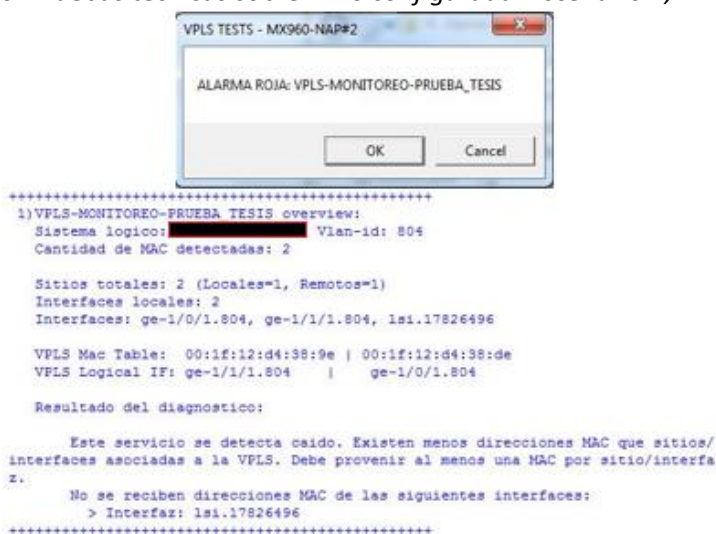 VPLS TESTS - MX960-NAP#2
ALARMA ROJA: VPLS-MONITOREO-PRUEBA_TESIS
OK Cancel
++++++++++++++++++++++++++++++++++++++++++++++++
1)VPLS-MONITOREO-PRUEBA TESIS overview:
Sistema logico: Vlan-id: 804
Cantidad de MAC detectadas: 2
Sitios totales: 2 (Locales=1, Remotos=1)
Interfaces locales: 2
Interfaces: ge-1/0/1.804, ge-1/1/1.804, lsi.17826496
VPLS Mac Table: 00:1f:12:d4:38:9e | 00:1f:12:d4:38:de
VPLS Logical IF: ge-1/1/1.804 | ge-1/0/1.804
Resultado del diagnostico:
Este servicio se detecta caido. Existen menos direcciones MAC que sitios/
interfaces asociadas a la VPLS. Debe provenir al menos una MAC por sitio/interfa
z.
No se reciben direcciones MAC de las siguientes interfaces:
> Interfaz: lsi.17826496
++++++++++++++++++++++++++++++++++++++++++++++++